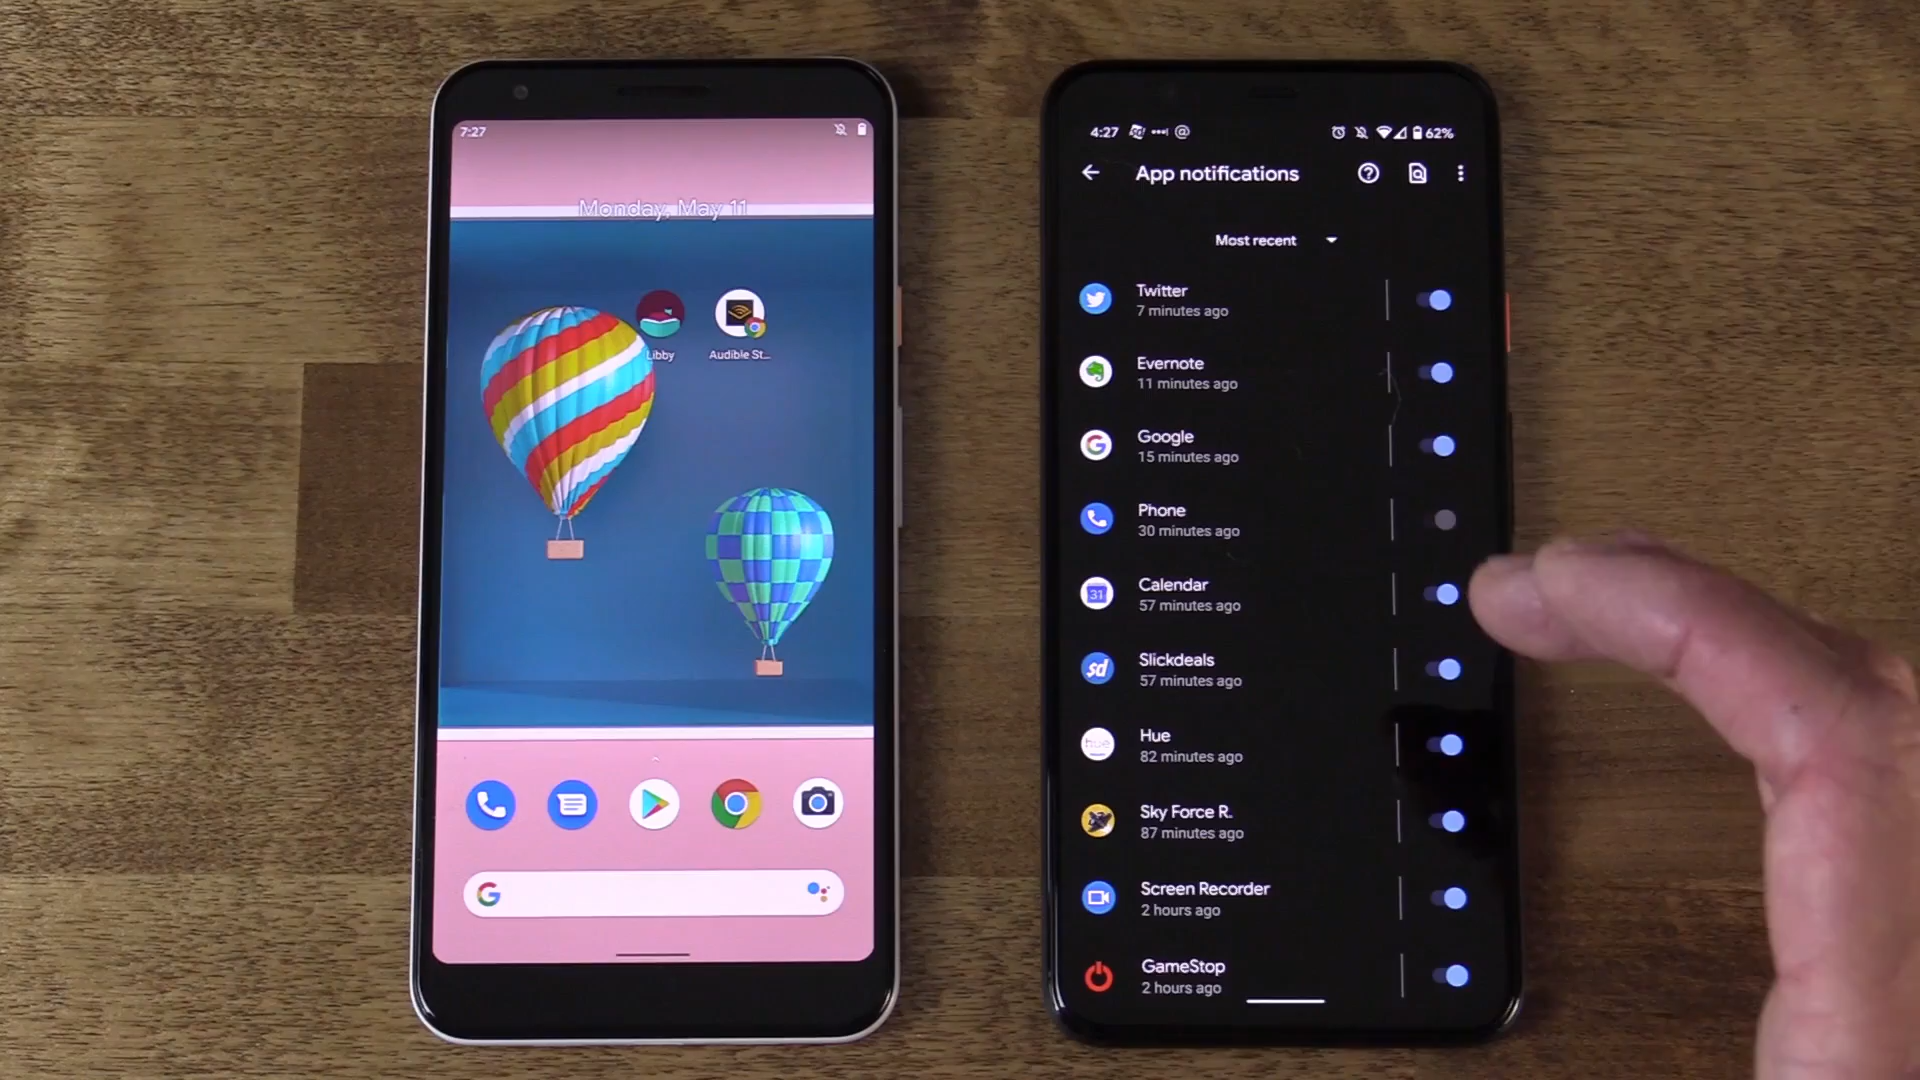 7:27
Monday, May 11
Libby
Audible St...
4:27
62%
App notifications
Most recent
Twitter
7 minutes ago
Evernote
11 minutes ago
Google
15 minutes ago
Phone
30 minutes ago
31
Calendar
57 minutes ago
sd
Slickdeals
57 minutes ago
hue
Hue
82 minutes ago
Sky Force R.
87 minutes ago
Screen Recorder
2 hours ago
GameStop
2 hours ago